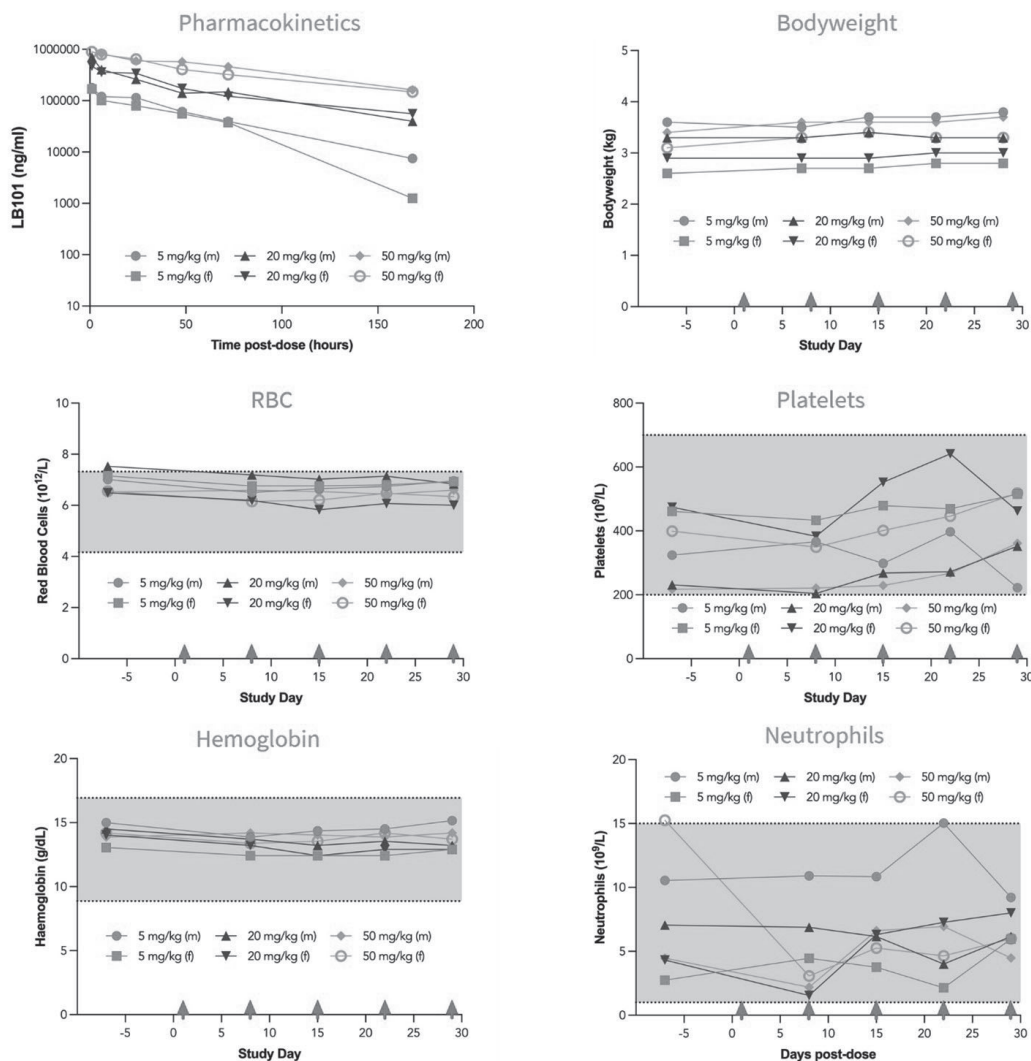 Pharmacokinetics
1000000
100000
10000
1000
100
10
LB101 (ng/ml)
5 mg/kg (m) 20 mg/kg (m) 50 mg/kg (m)
5 mg/kg (f) 20 mg/kg (f) 50 mg/kg (f)
0 50 100 150 200
Time post-dose (hours)
Bodyweight
5
4
3
2
1
0
Bodyweight (kg)
5 mg/kg (m) 20 mg/kg (m) 50 mg/kg (m)
5 mg/kg (f) 20 mg/kg (f) 50 mg/kg (f)
-5 0 5 10 15 20 25 30
Study Day
RBC
10
8
6
4
2
0
Red Blood Cells (10^12/L)
5 mg/kg (m) 20 mg/kg (m) 50 mg/kg (m)
5 mg/kg (f) 20 mg/kg (f) 50 mg/kg (f)
-5 0 5 10 15 20 25 30
Study Day
Platelets
800
600
400
200
0
Platelets (10^9/L)
5 mg/kg (m) 20 mg/kg (m) 50 mg/kg (m)
5 mg/kg (f) 20 mg/kg (f) 50 mg/kg (f)
-5 0 5 10 15 20 25 30
Study Day
Hemoglobin
20
15
10
5
0
Haemoglobin (g/dL)
5 mg/kg (m) 20 mg/kg (m) 50 mg/kg (m)
5 mg/kg (f) 20 mg/kg (f) 50 mg/kg (f)
-5 0 5 10 15 20 25 30
Study Day
Neutrophils
20
15
10
5
0
Neutrophils (10^9/L)
5 mg/kg (m) 20 mg/kg (m) 50 mg/kg (m)
5 mg/kg (f) 20 mg/kg (f) 50 mg/kg (f)
-5 0 5 10 15 20 25 30
Days post-dose